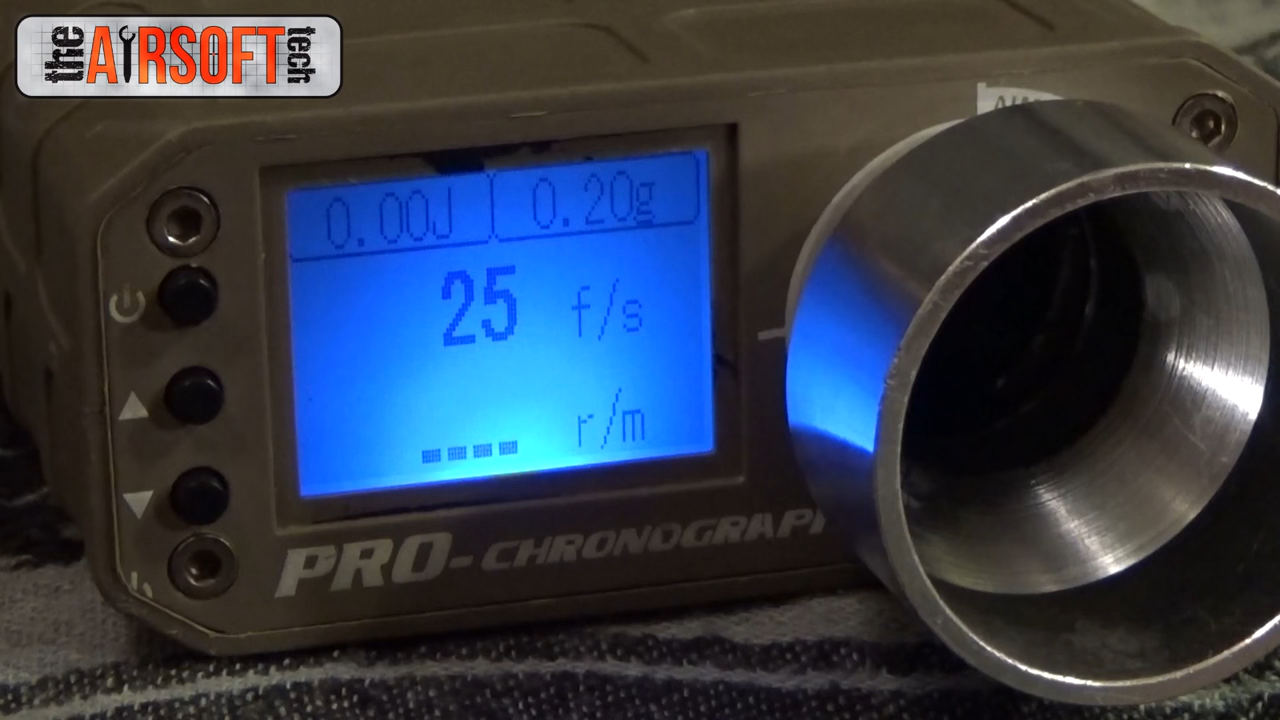 the AIRSOFT tech
0.00J 0.20g
25 f/s
---- r/m
PRO-CHRONOGRAPH